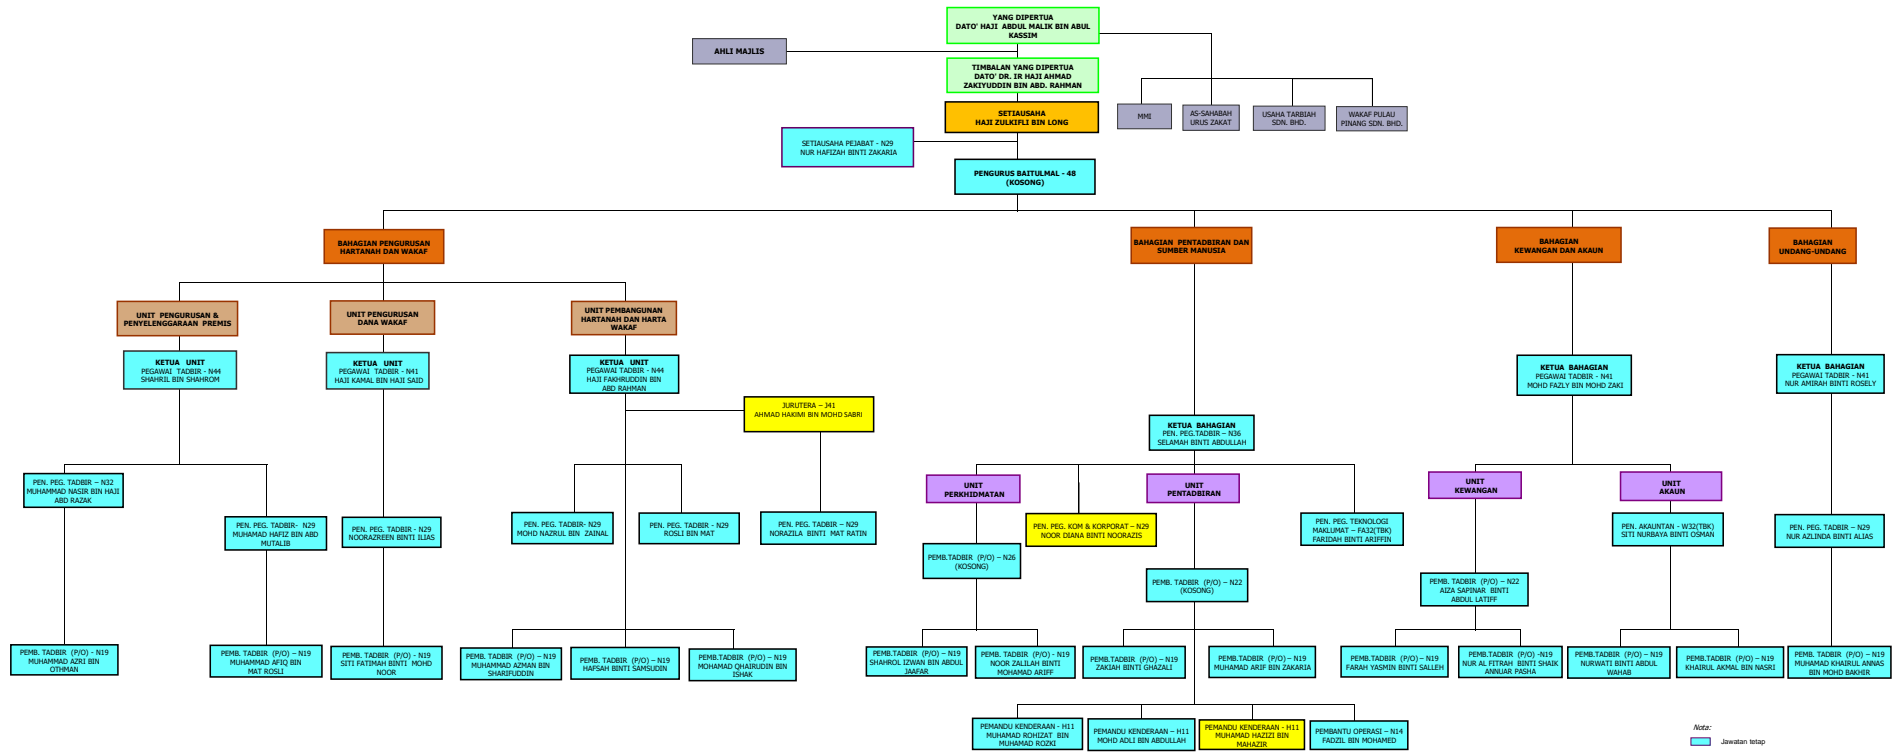 YANG DIPERTUA
DATO' HAJI ABDUL MALIK BIN ABUL
KASSIM
AHLI MAJLIS
TIMBALAN YANG DIPERTUA
DATO' DR. IR HAJI AHMAD
ZAKIYUDDIN BIN ABD. RAHMAN
SETIAUSAHA
HAJI ZULKIFLI BIN LONG
MMI
AS-SAHABAH
URUS ZAKAT
USAHA TARBIAH
SDN. BHD.
WAKAF PULAU
PINANG SDN. BHD.
SETIAUSAHA PEJABAT - N29
NUR HAFIZAH BINTI ZAKARIA
PENGURUS BAITULMAL - 48
(KOSONG)
BAHAGIAN PENGURUSAN
HARTANAH DAN WAKAF
BAHAGIAN PENTADBIRAN DAN
SUMBER MANUSIA
BAHAGIAN
KEWANGAN DAN AKAUN
BAHAGIAN
UNDANG-UNDANG
UNIT PENGURUSAN &
PENYELENGGARAAN PREMIS
UNIT PENGURUSAN
DANA WAKAF
UNIT PEMBANGUNAN
HARTANAH DAN HARTA
WAKAF
KETUA UNIT
PEGAWAI TADBIR - N44
SHAHRIL BIN SHAHROM
KETUA UNIT
PEGAWAI TADBIR - N41
HAJI KAMAL BIN HAJI SAID
KETUA UNIT
PEGAWAI TADBIR - N44
HAJI FAKHRUDDIN BIN
ABD RAHMAN
KETUA BAHAGIAN
PEGAWAI TADBIR - N41
MOHD FAZLY BIN MOHD ZAKI
KETUA BAHAGIAN
PEGAWAI TADBIR - N41
NUR AMIRAH BINTI ROSELY
JURUTERA – J41
AHMAD HAKIMI BIN MOHD SABRI
KETUA BAHAGIAN
PEN. PEG.TADBIR – N36
SELAMAH BINTI ABDULLAH
PEN. PEG. TADBIR – N32
MUHAMMAD NASIR BIN HAJI
ABD RAZAK
UNIT
PERKHIDMATAN
UNIT
PENTADBIRAN
UNIT
KEWANGAN
UNIT
AKAUN
PEN. PEG. TADBIR- N29
MUHAMAD HAFIZ BIN ABD
MUTALIB
PEN. PEG. TADBIR - N29
NOORAZREEN BINTI ILIAS
PEN. PEG. TADBIR- N29
MOHD NAZRUL BIN ZAINAL
PEN. PEG. TADBIR - N29
ROSLI BIN MAT
PEN. PEG. TADBIR – N29
NORAZILA BINTI MAT RATIN
PEN. PEG. KOM & KORPORAT – N29
NOOR DIANA BINTI NOORAZIS
PEN. PEG. TEKNOLOGI
MAKLUMAT – FA32(TBK)
FARIDAH BINTI ARIFFIN
PEN. AKAUNTAN - W32(TBK)
SITI NURBAYA BINTI OSMAN
PEN. PEG. TADBIR – N29
NUR AZLINDA BINTI ALIAS
PEMB.TADBIR (P/O) – N26
(KOSONG)
PEMB. TADBIR (P/O) – N22
(KOSONG)
PEMB. TADBIR (P/O) – N22
AIZA SAPINAR BINTI
ABDUL LATIFF
PEMB. TADBIR (P/O) - N19
MUHAMMAD AZRI BIN
OTHMAN
PEMB. TADBIR (P/O) – N19
MUHAMAD AFIQ BIN
MAT ROSLI
PEMB. TADBIR (P/O) - N19
SITI FATIMAH BINTI MOHD
NOOR
PEMB. TADBIR (P/O) – N19
MUHAMMAD AZMAN BIN
SHARIFUDDIN
PEMB. TADBIR (P/O) – N19
HAFSAH BINTI SAMSUDIN
PEMB.TADBIR (P/O) – N19
MOHAMAD QHAIRUDIN BIN
ISHAK
PEMB.TADBIR (P/O) – N19
SHAHROL IZWAN BIN ABDUL
JAAFAR
PEMB. TADBIR (P/O) - N19
NOOR ZALILAH BINTI
MOHAMAD ARIFF
PEMB.TADBIR (P/O) – N19
ZAKIAH BINTI GHAZALI
PEMB.TADBIR (P/O) – N19
MUHAMAD ARIF BIN ZAKARIA
PEMB.TADBIR (P/O) – N19
FARAH YASMIN BINTI SALLEH
PEMB.TADBIR (P/O) -N19
NUR AL FITRAH BINTI SHAIK
ANNUAR PASHA
PEMB.TADBIR (P/O) – N19
NURWATI BINTI ABDUL
WAHAB
PEMB.TADBIR (P/O) – N19
KHAIRUL AKMAL BIN NASRI
PEMB. TADBIR (P/O) – N19
MUHAMAD KHAIRUL ANNAS
BIN MOHD BAKHIR
PEMANDU KENDERAAN - H11
MUHAMAD ROHIZAT BIN
MUHAMAD ROZKI
PEMANDU KENDERAAN – H11
MOHD ADLI BIN ABDULLAH
PEMANDU KENDERAAN - H11
MUHAMAD HAZIZI BIN
MAHAZIR
PEMBANTU OPERASI – N14
FADZIL BIN MOHAMED
Nota:
Jawatan tetap